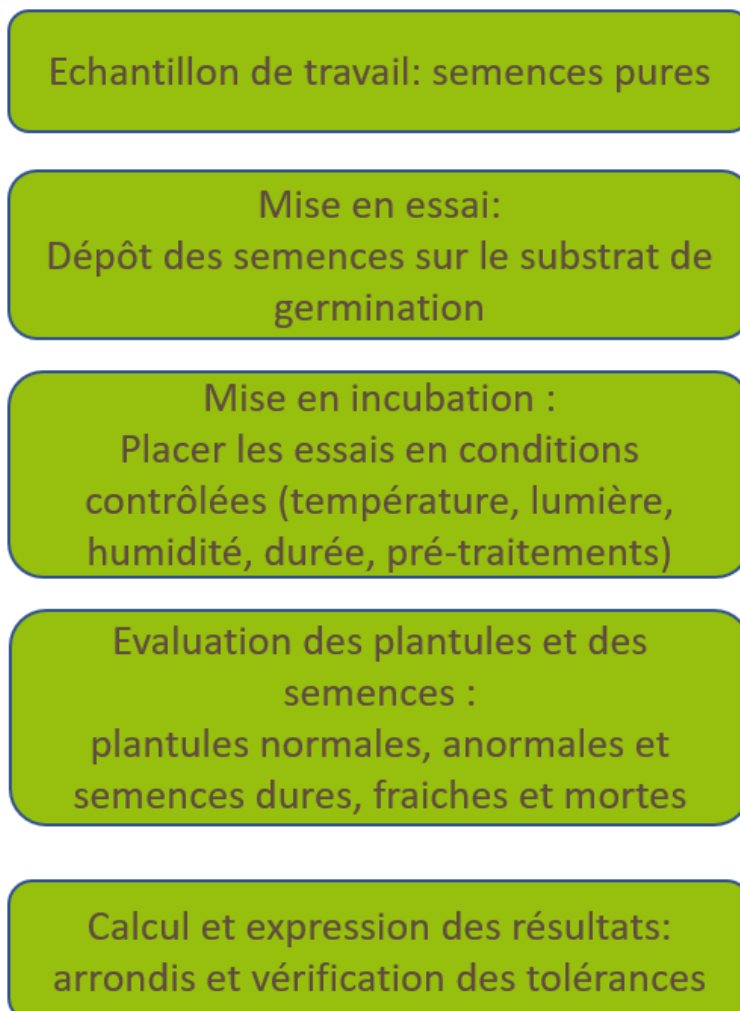 Echantillon de travail: semences pures
Mise en essai:
Dépôt des semences sur le substrat de
germination
Mise en incubation :
Placer les essais en conditions
contrôlées (température, lumière,
humidité, durée, pré-traitements)
Evaluation des plantules et des
semences :
plantules normales, anormales et
semences dures, fraiches et mortes
Calcul et expression des résultats:
arrondis et vérification des tolérances